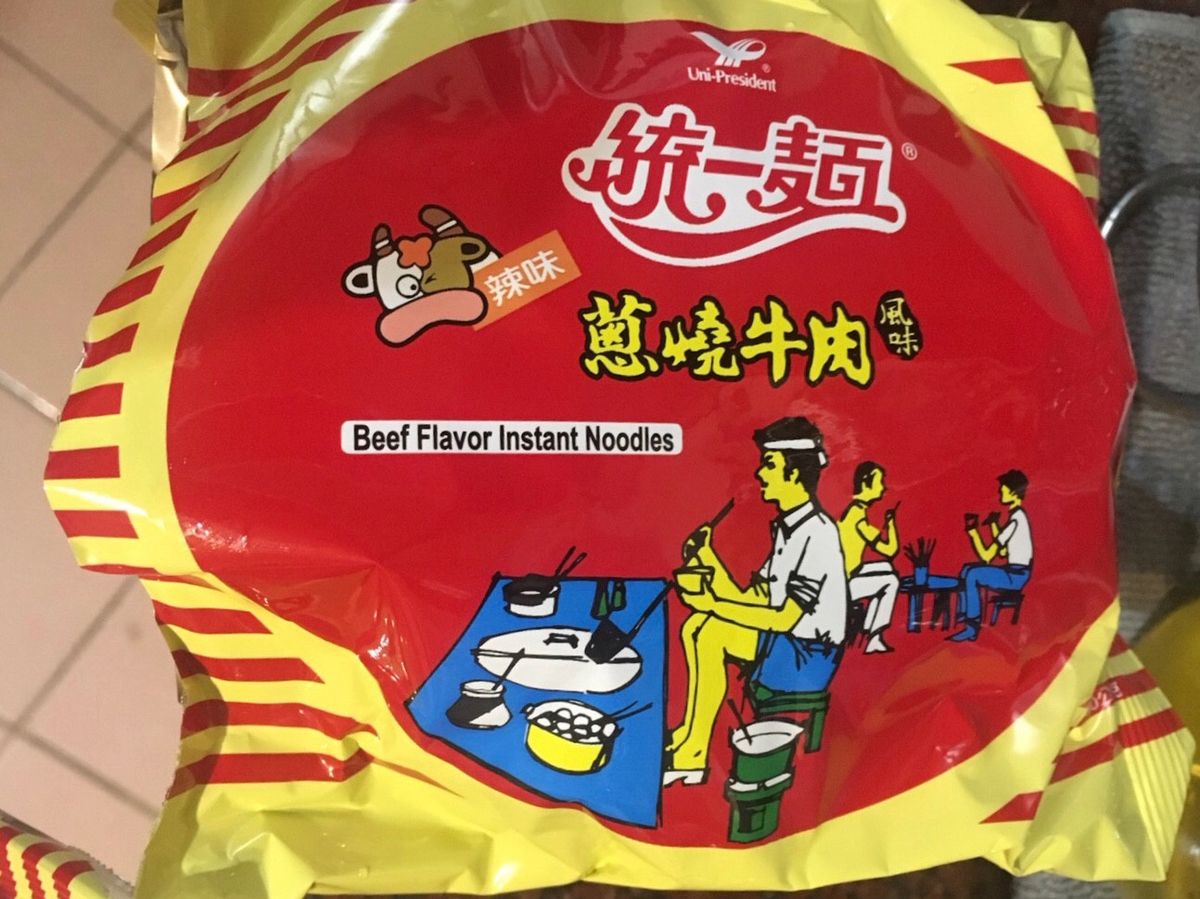 Uni-President
統一麵
辣味
蔥燒牛肉
風味
Beef Flavor Instant Noodles